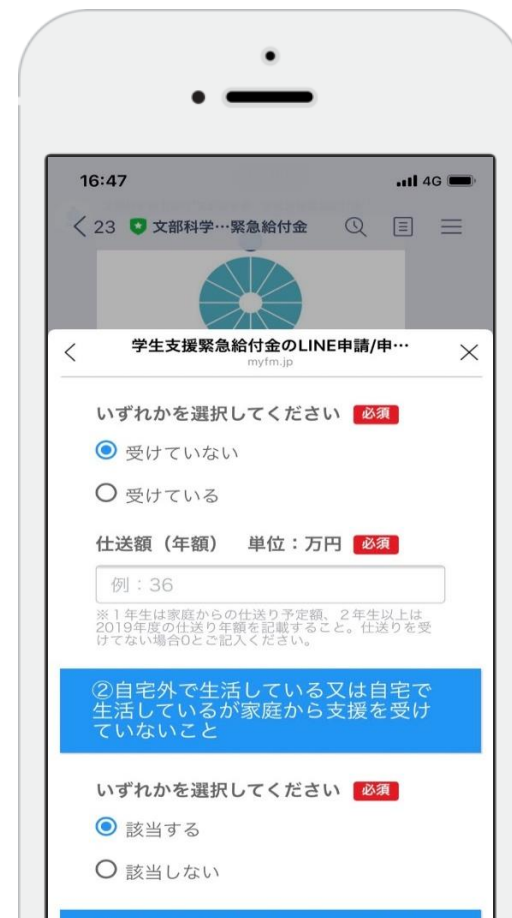 16:47
4G
23 文部科学…緊急給付金
学生支援緊急給付金のLINE申請/申…
myfm.jp
いずれかを選択してください 必須
受けていない
受けている
仕送額（年額） 単位：万円 必須
例：36
※１年生は家庭からの仕送り予定額、２年生以上は
2019年度の仕送り年額を記載すること。仕送りを受
けてない場合0とご記入ください。
②自宅外で生活している又は自宅で
生活しているが家庭から支援を受け
ていないこと
いずれかを選択してください 必須
該当する
該当しない